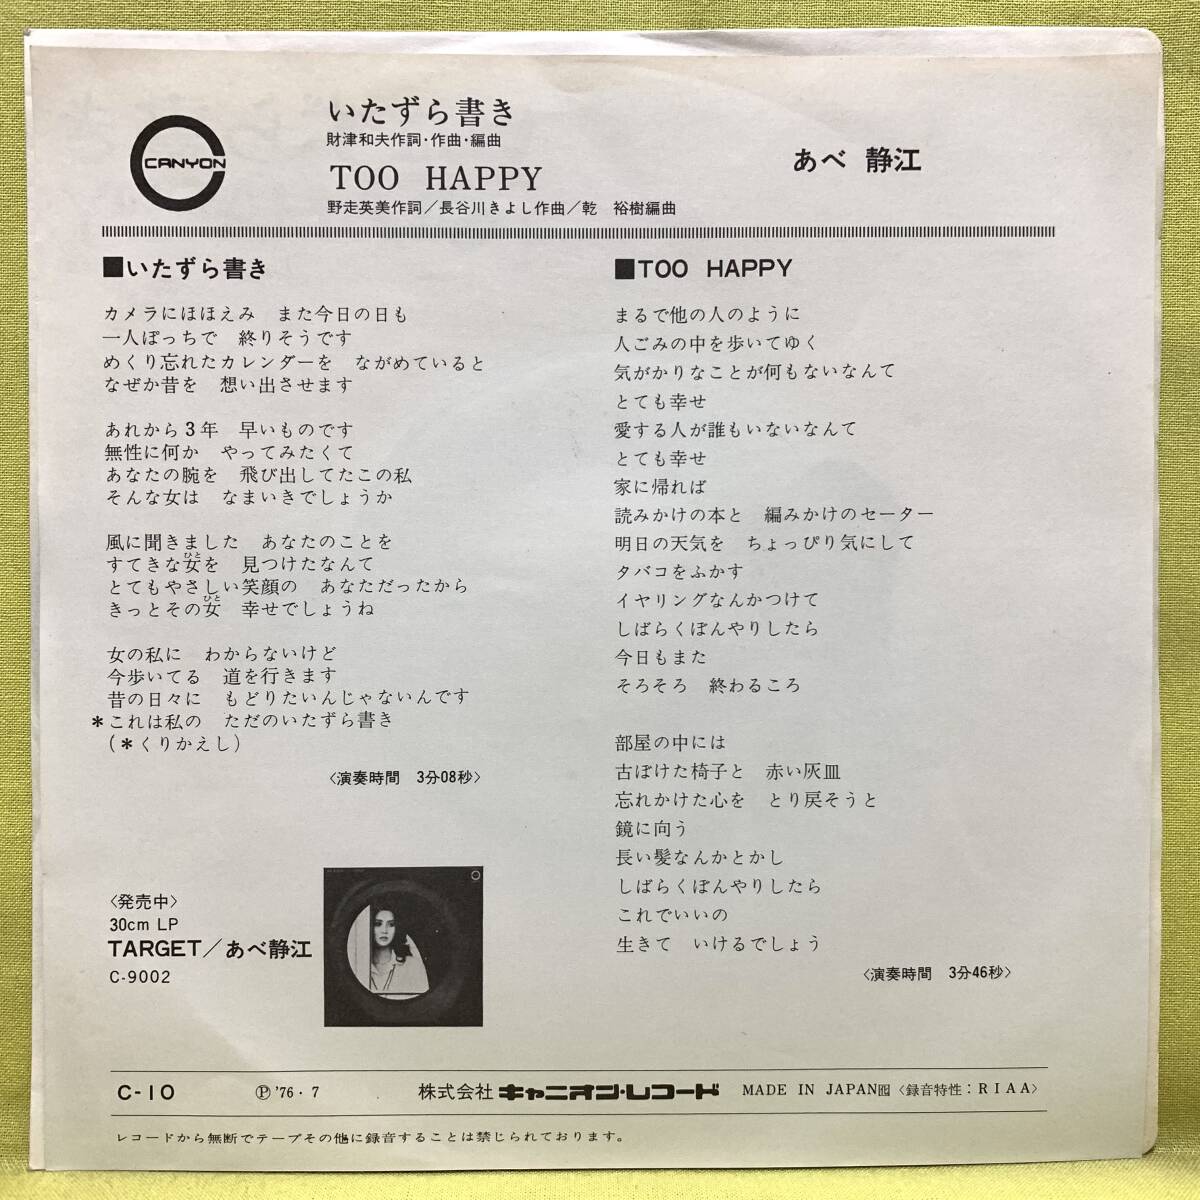 CANYON
いたずら書き
財津和夫作詞・作曲・編曲
TOO HAPPY
野走英美作詞／長谷川きよし作曲／乾　裕樹編曲
あべ 静江
■いたずら書き
カメラにほほえみ　また今日の日も
一人ぼっちで　終りそうです
めくり忘れたカレンダーを　ながめていると
なぜか昔を　想い出させます
あれから3年　早いものです
無性に何か　やってみたくて
あなたの腕を　飛び出してたこの私
そんな女は　なまいきでしょうか
風に聞きました　あなたのことを
すてきな女を　見つけたなんて
ひと
とてもやさしい笑顔の　あなただったから
きっとその女　幸せでしょうね
ひと
女の私に　わからないけど
今歩いてる　道を行きます
昔の日々に　もどりたいんじゃないんです
＊これは私の　ただのいたずら書き
（＊くりかえし）
〈演奏時間　3分08秒〉
■TOO HAPPY
まるで他の人のように
人ごみの中を歩いてゆく
気がかりなことが何もないなんて
とても幸せ
愛する人が誰もいないなんて
とても幸せ
家に帰れば
読みかけの本と　編みかけのセーター
明日の天気を　ちょっぴり気にして
タバコをふかす
イヤリングなんかつけて
しばらくぼんやりしたら
今日もまた
そろそろ　終わるころ
部屋の中には
古ぼけた椅子と　赤い灰皿
忘れかけた心を　とり戻そうと
鏡に向う
長い髪なんかとかし
しばらくぼんやりしたら
これでいいの
生きて　いけるでしょう
〈演奏時間　3分46秒〉
〈発売中〉
30cm LP
TARGET／あべ静江
C-9002
C-10
Ⓟ '76・7
株式会社 キャニオン・レコード
MADE IN JAPAN 〈録音特性：RIAA〉
レコードから無断でテープその他に録音することは禁じられております。